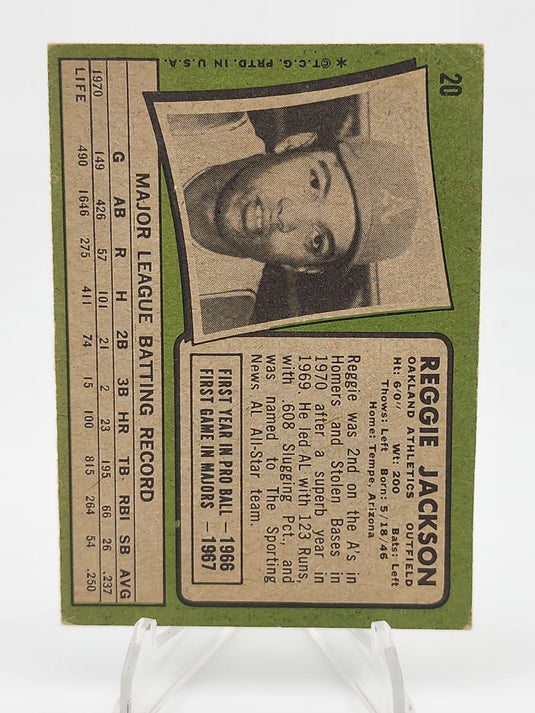 20
REGGIE JACKSON
OAKLAND ATHLETICS OUTFIELD
Ht: 6'0" Wt: 200 Bats: Left
Thows: Left Born: 5/18/46
Home: Tempe, Arizona
Reggie was 2nd on the A's in
Homers and Stolen Bases in
1970 after a superb year in
1969. He led AL with 123 Runs,
with .608 Slugging Pct., and
was named to The Sporting
News AL All-Star team.
FIRST YEAR IN PRO BALL — 1966
FIRST GAME IN MAJORS — 1967
A
MAJOR LEAGUE BATTING RECORD
G AB R H 2B 3B HR TB RBI SB AVG
1970 149 426 57 101 21 2 23 195 66 26 .237
LIFE 490 1646 275 411 74 15 100 815 264 54 .250
* © T.C.G. PRTD. IN U.S.A.